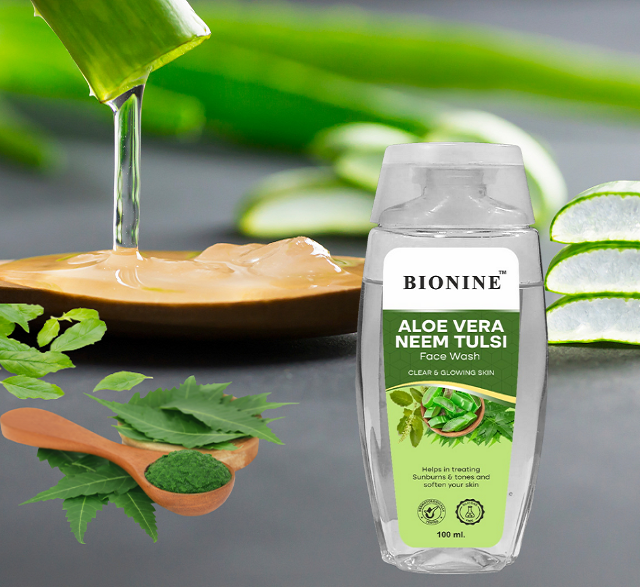 BIONINE™
ALOE VERA
NEEM TULSI
Face Wash
CLEAR & GLOWING SKIN
Helps in treating
Sunburns & tones and
soften your skin
100 ml.